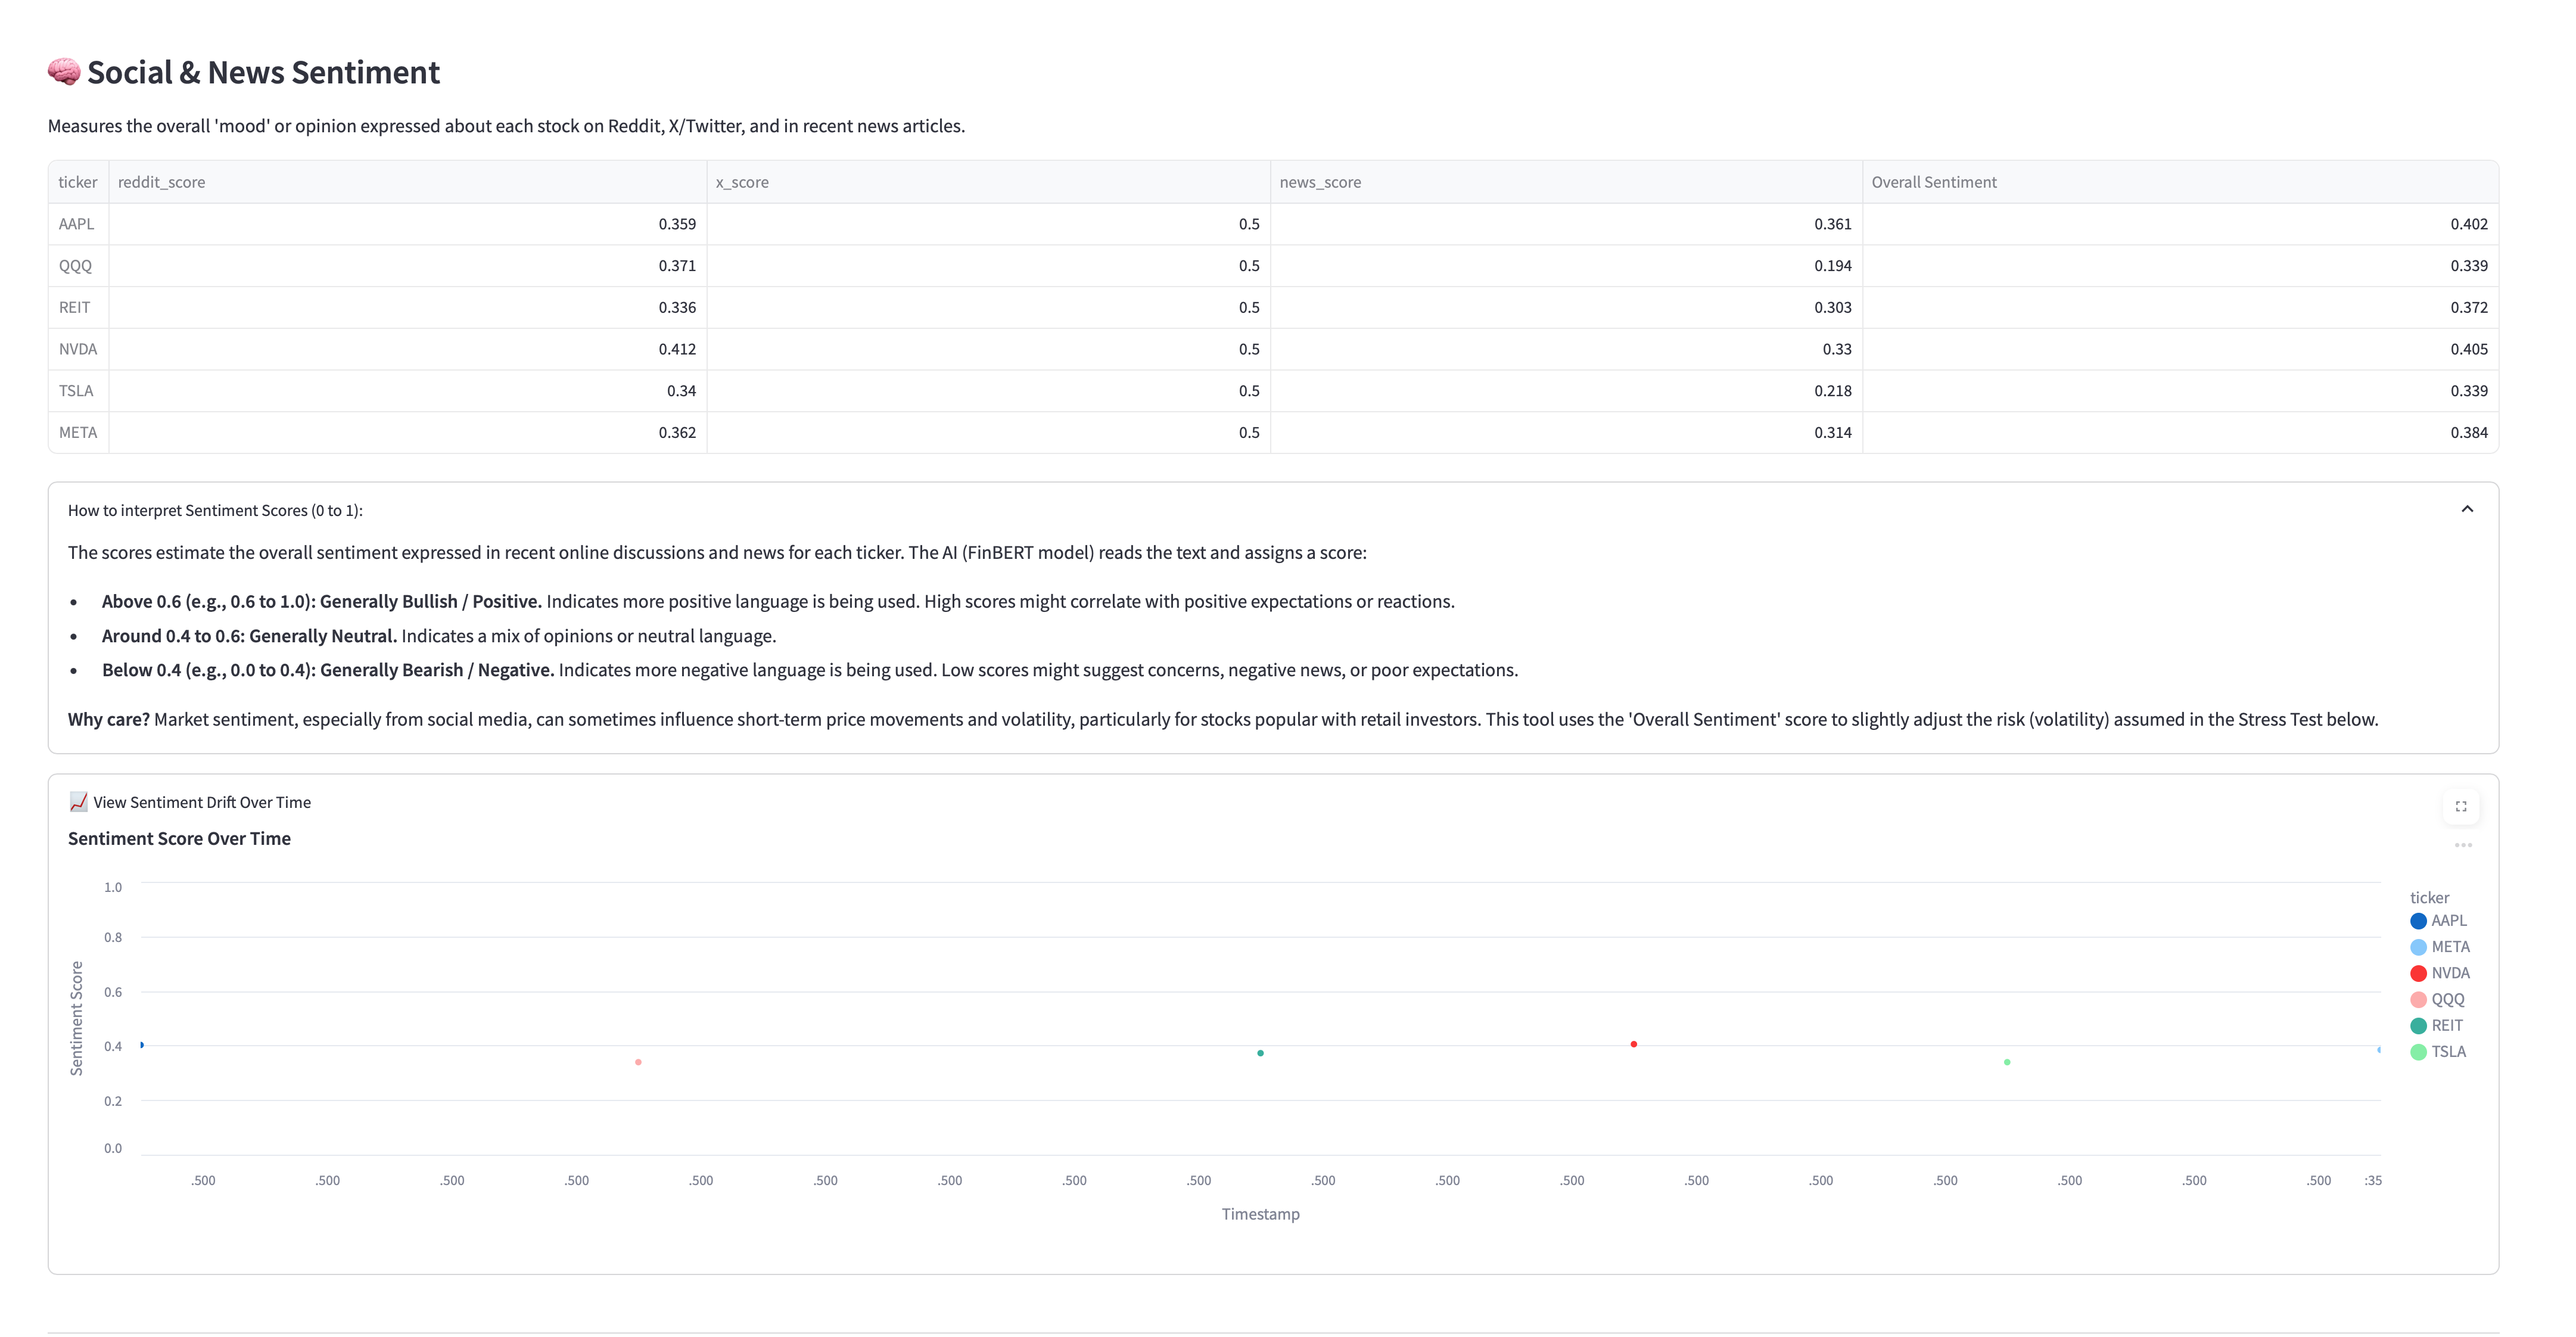 🧠 Social & News Sentiment
Measures the overall 'mood' or opinion expressed about each stock on Reddit, X/Twitter, and in recent news articles.
ticker reddit_score x_score news_score Overall Sentiment
AAPL 0.359 0.5 0.361 0.402
QQQ 0.371 0.5 0.194 0.339
REIT 0.336 0.5 0.303 0.372
NVDA 0.412 0.5 0.33 0.405
TSLA 0.34 0.5 0.218 0.339
META 0.362 0.5 0.314 0.384
How to interpret Sentiment Scores (0 to 1):
The scores estimate the overall sentiment expressed in recent online discussions and news for each ticker. The AI (FinBERT model) reads the text and assigns a score:
• Above 0.6 (e.g., 0.6 to 1.0): Generally Bullish / Positive. Indicates more positive language is being used. High scores might correlate with positive expectations or reactions.
• Around 0.4 to 0.6: Generally Neutral. Indicates a mix of opinions or neutral language.
• Below 0.4 (e.g., 0.0 to 0.4): Generally Bearish / Negative. Indicates more negative language is being used. Low scores might suggest concerns, negative news, or poor expectations.
Why care? Market sentiment, especially from social media, can sometimes influence short-term price movements and volatility, particularly for stocks popular with retail investors. This tool uses the 'Overall Sentiment' score to slightly adjust the risk (volatility) assumed in the Stress Test below.
📈 View Sentiment Drift Over Time
Sentiment Score Over Time
Sentiment Score
1.0
0.8
0.6
0.4
0.2
0.0
.500 .500 .500 .500 .500 .500 .500 .500 .500 .500 .500 .500 .500 .500 .500 .500 .500 .500 :35
Timestamp
ticker
AAPL
META
NVDA
QQQ
REIT
TSLA